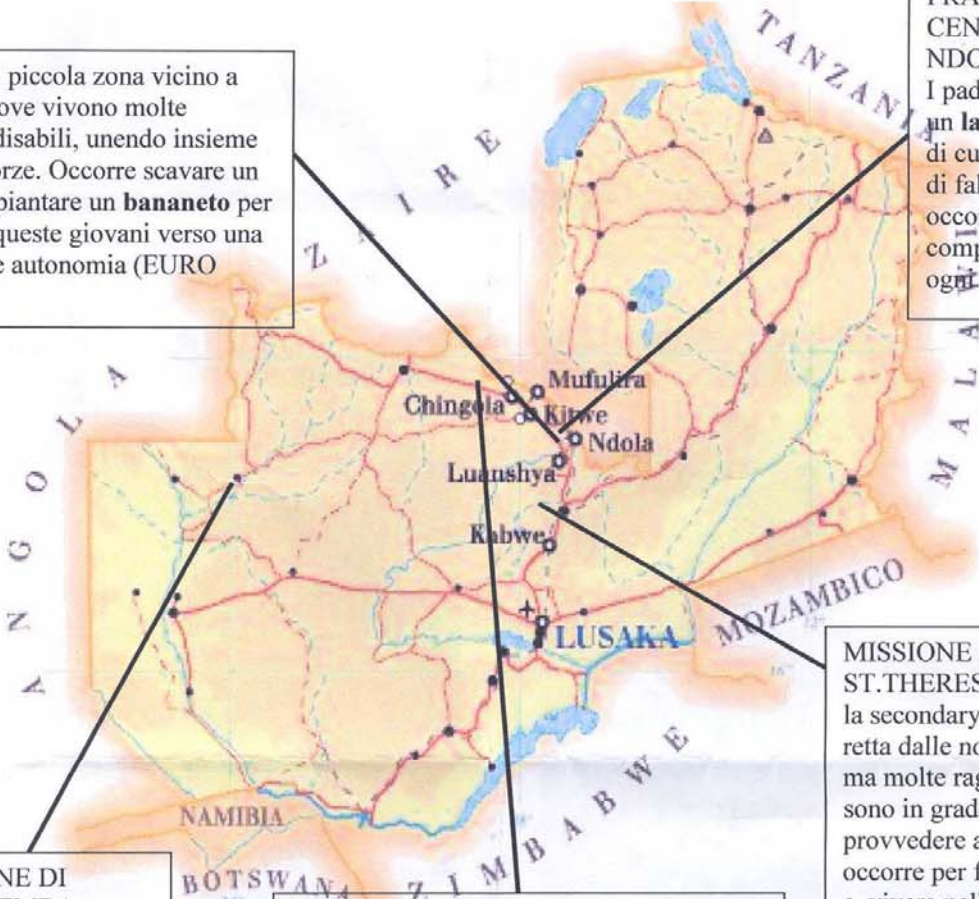 piccola zona vicino a
ove vivono molte
disabili, unendo insieme
rze. Occorre scavare un
piantare un bananeto per
queste giovani verso una
e autonomia (EURO
CEN
NDO
I pad
un la
di cu
di fal
occo
comp
ogni
TANZANIA
ZAIRE
MALAWI
ANGOLA
Mufulira
Chingola
Kitwe
Ndola
Luanshya
Kabwe
LUSAKA
MOZAMBICO
16°
ZIMBABWE
NAMIBIA
BOTSWANA
MISSIONE
ST.THERES
la secondary
retta dalle no
ma molte rag
sono in grad
provvedere a
occorre per f
NE DI